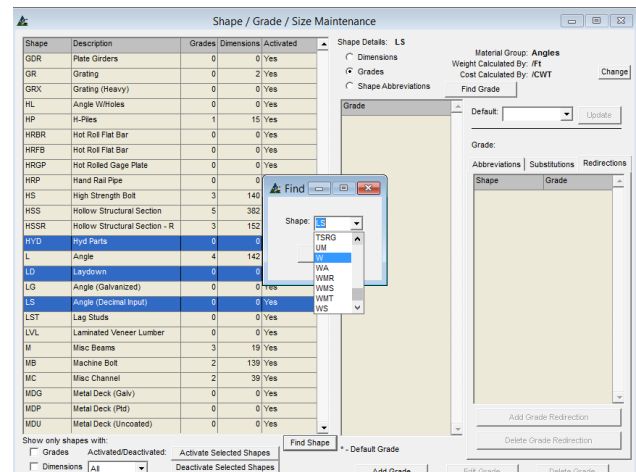 Shape / Grade / Size Maintenance
Shape Description Grades Dimensions Activated
GDR Plate Girders 0 0 Yes
GR Grating 0 2 Yes
GRX Grating (Heavy) 0 0 Yes
HL Angle W/Holes 0 0 Yes
HP H-Piles 1 15 Yes
HRBR Hot Roll Flat Bar 0 0 Yes
HRFB Hot Roll Flat Bar 0 0 Yes
HRGP Hot Rolled Gage Plate 0 0 Yes
HRP Hand Rail Pipe 0 0
HS High Strength Bolt 3 140
HSS Hollow Structural Section 5 382
HSSR Hollow Structural Section - R 3 152
HYD Hyd Parts 0 0
L Angle 4 142
LD Laydown 0 0
LG Angle (Galvanized) 0 0 Yes
LS Angle (Decimal Input) 0 0 Yes
LST Lag Studs 0 0 Yes
LVL Laminated Veneer Lumber 0 0 Yes
M Misc Beams 3 19 Yes
MB Machine Bolt 2 139 Yes
MC Misc Channel 2 39 Yes
MDG Metal Deck (Galv) 0 0 Yes
MDP Metal Deck (Ptd) 0 0 Yes
MDU Metal Deck (Uncoated) 0 0 Yes
Show only shapes with:
Grades Activated/Deactivated: Activate Selected Shapes Find Shape
Dimensions All Deactivate Selected Shapes
Shape Details: LS
Dimensions
Grades
Shape Abbreviations
Material Group: Angles
Weight Calculated By: /Ft
Cost Calculated By: /CWT
Change
Find Grade
Grade
Default: Update
Grade:
Abbreviations Substitutions Redirections
Shape Grade
Find
Shape: LS
TSRG
UM
W
WA
WMR
WMS
WMT
WS
Add Grade Redirection
Delete Grade Redirection
* - Default Grade
Add Grade Edit Grade Delete Grade